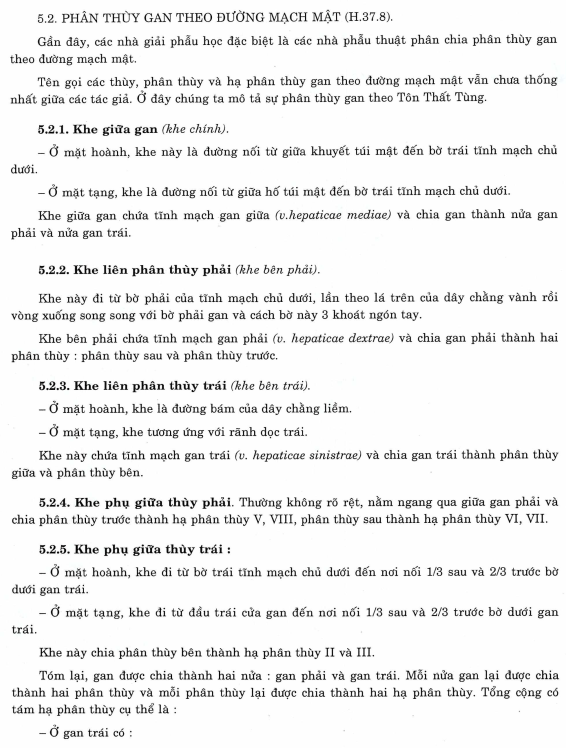 5.2. PHÂN THÙY GAN THEO ĐƯỜNG MẠCH MẬT (H.37.8).
Gần đây, các nhà giải phẫu học đặc biệt là các nhà phẫu thuật phân chia phân thùy gan
theo đường mạch mật.
Tên gọi các thùy, phân thùy và hạ phân thùy gan theo đường mạch mật vẫn chưa thống
nhất giữa các tác giả. Ở đây chúng ta mô tả sự phân thùy gan theo Tôn Thất Tùng.
5.2.1. Khe giữa gan (khe chính).
– Ở mặt hoành, khe này là đường nối từ giữa khuyết túi mật đến bờ trái tĩnh mạch chủ
dưới.
– Ở mặt tạng, khe là đường nối từ giữa hố túi mật đến bờ trái tĩnh mạch chủ dưới.
Khe giữa gan chứa tĩnh mạch gan giữa (v.hepaticae mediae) và chia gan thành nửa gan
phải và nửa gan trái.
5.2.2. Khe liên phân thùy phải (khe bên phải).
Khe này đi từ bờ phải của tĩnh mạch chủ dưới, lần theo lá trên của dây chằng vành rồi
vòng xuống song song với bờ phải gan và cách bờ này 3 khoát ngón tay.
Khe bên phải chứa tĩnh mạch gan phải (v. hepaticae dextrae) và chia gan phải thành hai
phân thùy : phân thùy sau và phân thùy trước.
5.2.3. Khe liên phân thùy trái (khe bên trái).
– Ở mặt hoành, khe là đường bám của dây chằng liềm.
– Ở mặt tạng, khe tương ứng với rãnh dọc trái.
Khe này chứa tĩnh mạch gan trái (v. hepaticae sinistrae) và chia gan trái thành phân thùy
giữa và phân thùy bên.
5.2.4. Khe phụ giữa thùy phải. Thường không rõ rệt, nằm ngang qua giữa gan phải và
chia phân thùy trước thành hạ phân thùy V, VIII, phân thùy sau thành hạ phân thùy VI, VII.
5.2.5. Khe phụ giữa thùy trái :
– Ở mặt hoành, khe đi từ bờ trái tĩnh mạch chủ dưới đến nơi nối 1/3 sau và 2/3 trước bờ
dưới gan trái.
– Ở mặt tạng, khe đi từ đầu trái cửa gan đến nơi nối 1/3 sau và 2/3 trước bờ dưới gan
trái.
Khe này chia phân thùy bên thành hạ phân thùy II và III.
Tóm lại, gan được chia thành hai nửa : gan phải và gan trái. Mỗi nửa gan lại được chia
thành hai phân thùy và mỗi phân thùy lại được chia thành hai hạ phân thùy. Tổng cộng có
tám hạ phân thùy cụ thể là :
– Ở gan trái có :